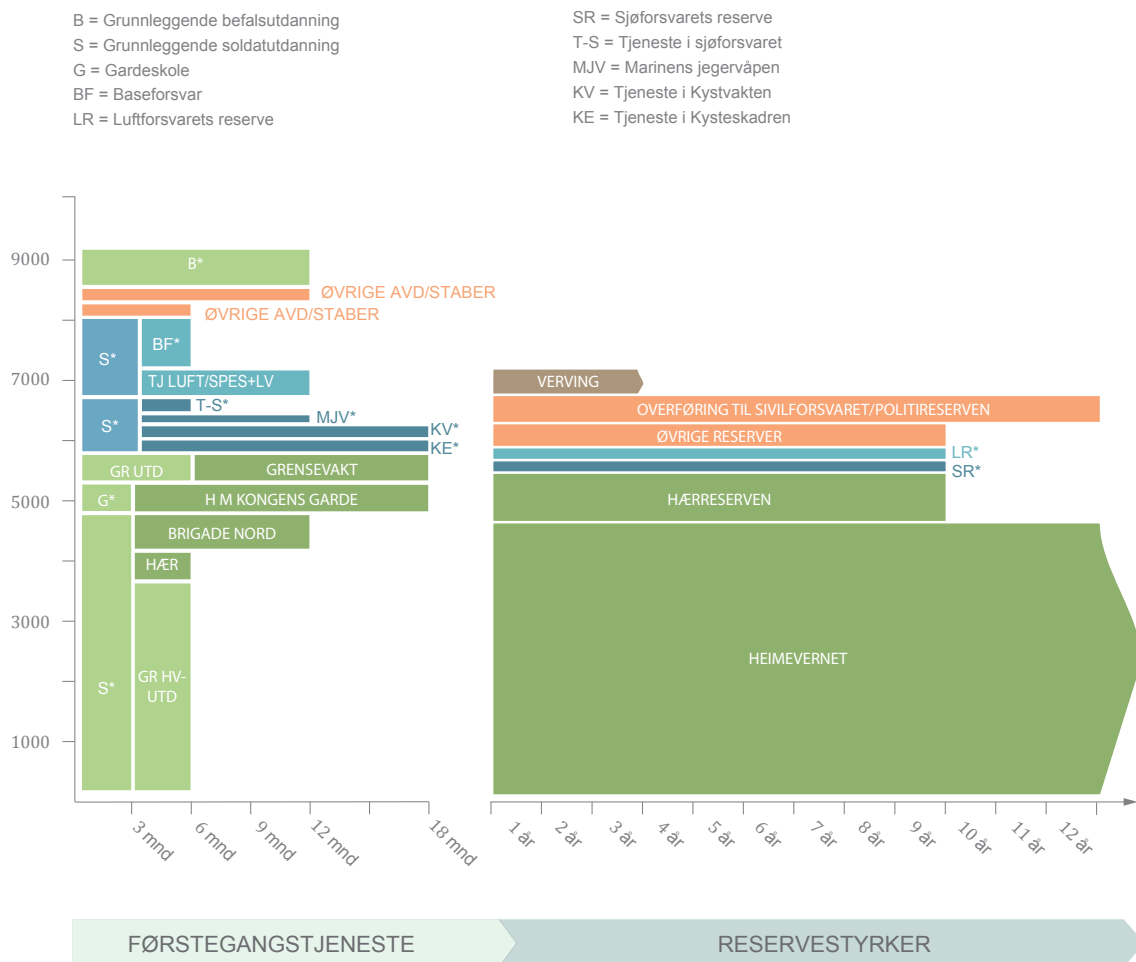 B = Grunnleggende befalsutdanning
S = Grunnleggende soldatutdanning
G = Gardeskole
BF = Baseforsvar
LR = Luftforsvarets reserve
SR = Sjøforsvarets reserve
T-S = Tjeneste i sjøforsvaret
MJV = Marinens jegervåpen
KV = Tjeneste i Kystvakten
KE = Tjeneste i Kysteskadren
9000
7000
5000
3000
1000
B*
ØVRIGE AVD/STABER
ØVRIGE AVD/STABER
S*
BF*
TJ LUFT/SPES+LV
S*
T-S*
MJV*
KV*
KE*
GR UTD
GRENSEVAKT
G*
H M KONGENS GARDE
S*
BRIGADE NORD
HÆR
GR HV-
UTD
VERVING
OVERFØRING TIL SIVILFORSVARET/POLITIRESERVEN
ØVRIGE RESERVER
LR*
SR*
HÆRRESERVEN
HEIMEVERNET
3 mnd
6 mnd
9 mnd
12 mnd
18 mnd
1 år
2 år
3 år
4 år
5 år
6 år
7 år
8 år
9 år
10 år
11 år
12 år
FØRSTEGANGSTJENESTE
RESERVESTYRKER